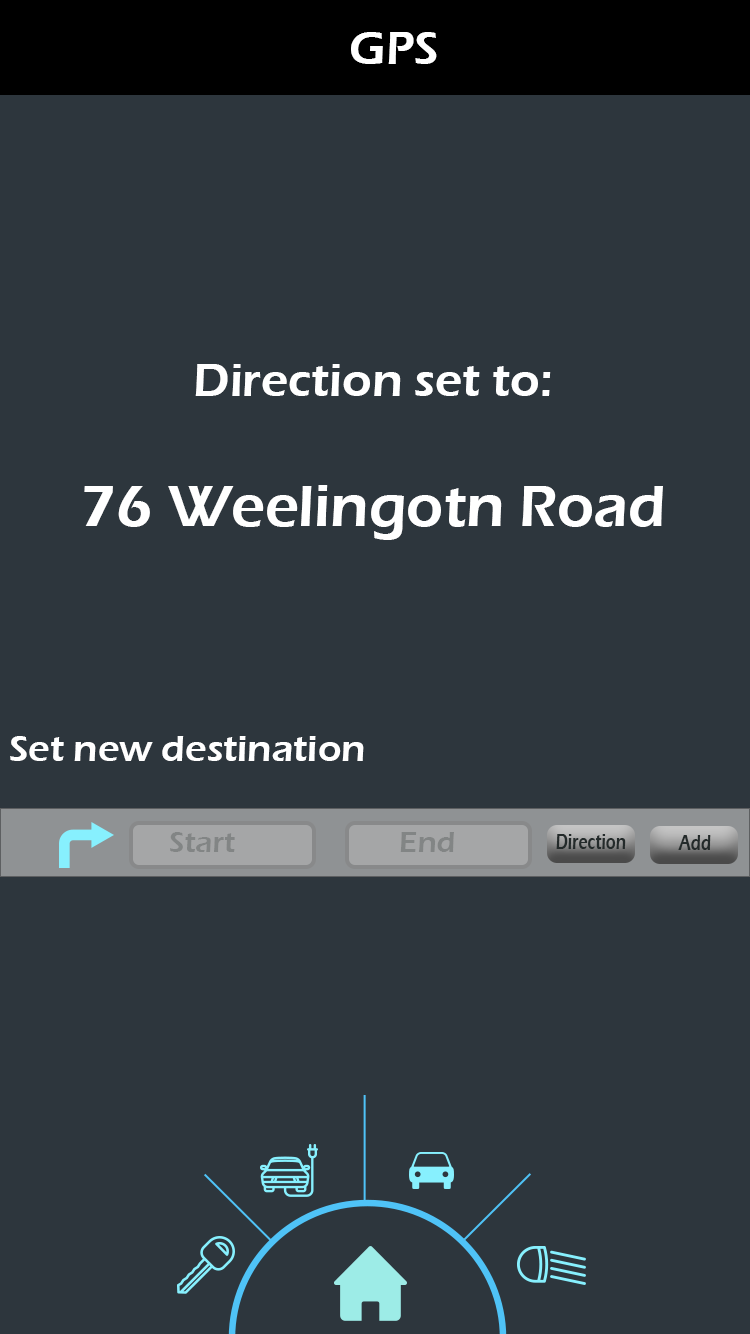 GPS
Direction set to:
76 Weelingotn Road
Set new destination
Start End Direction Add